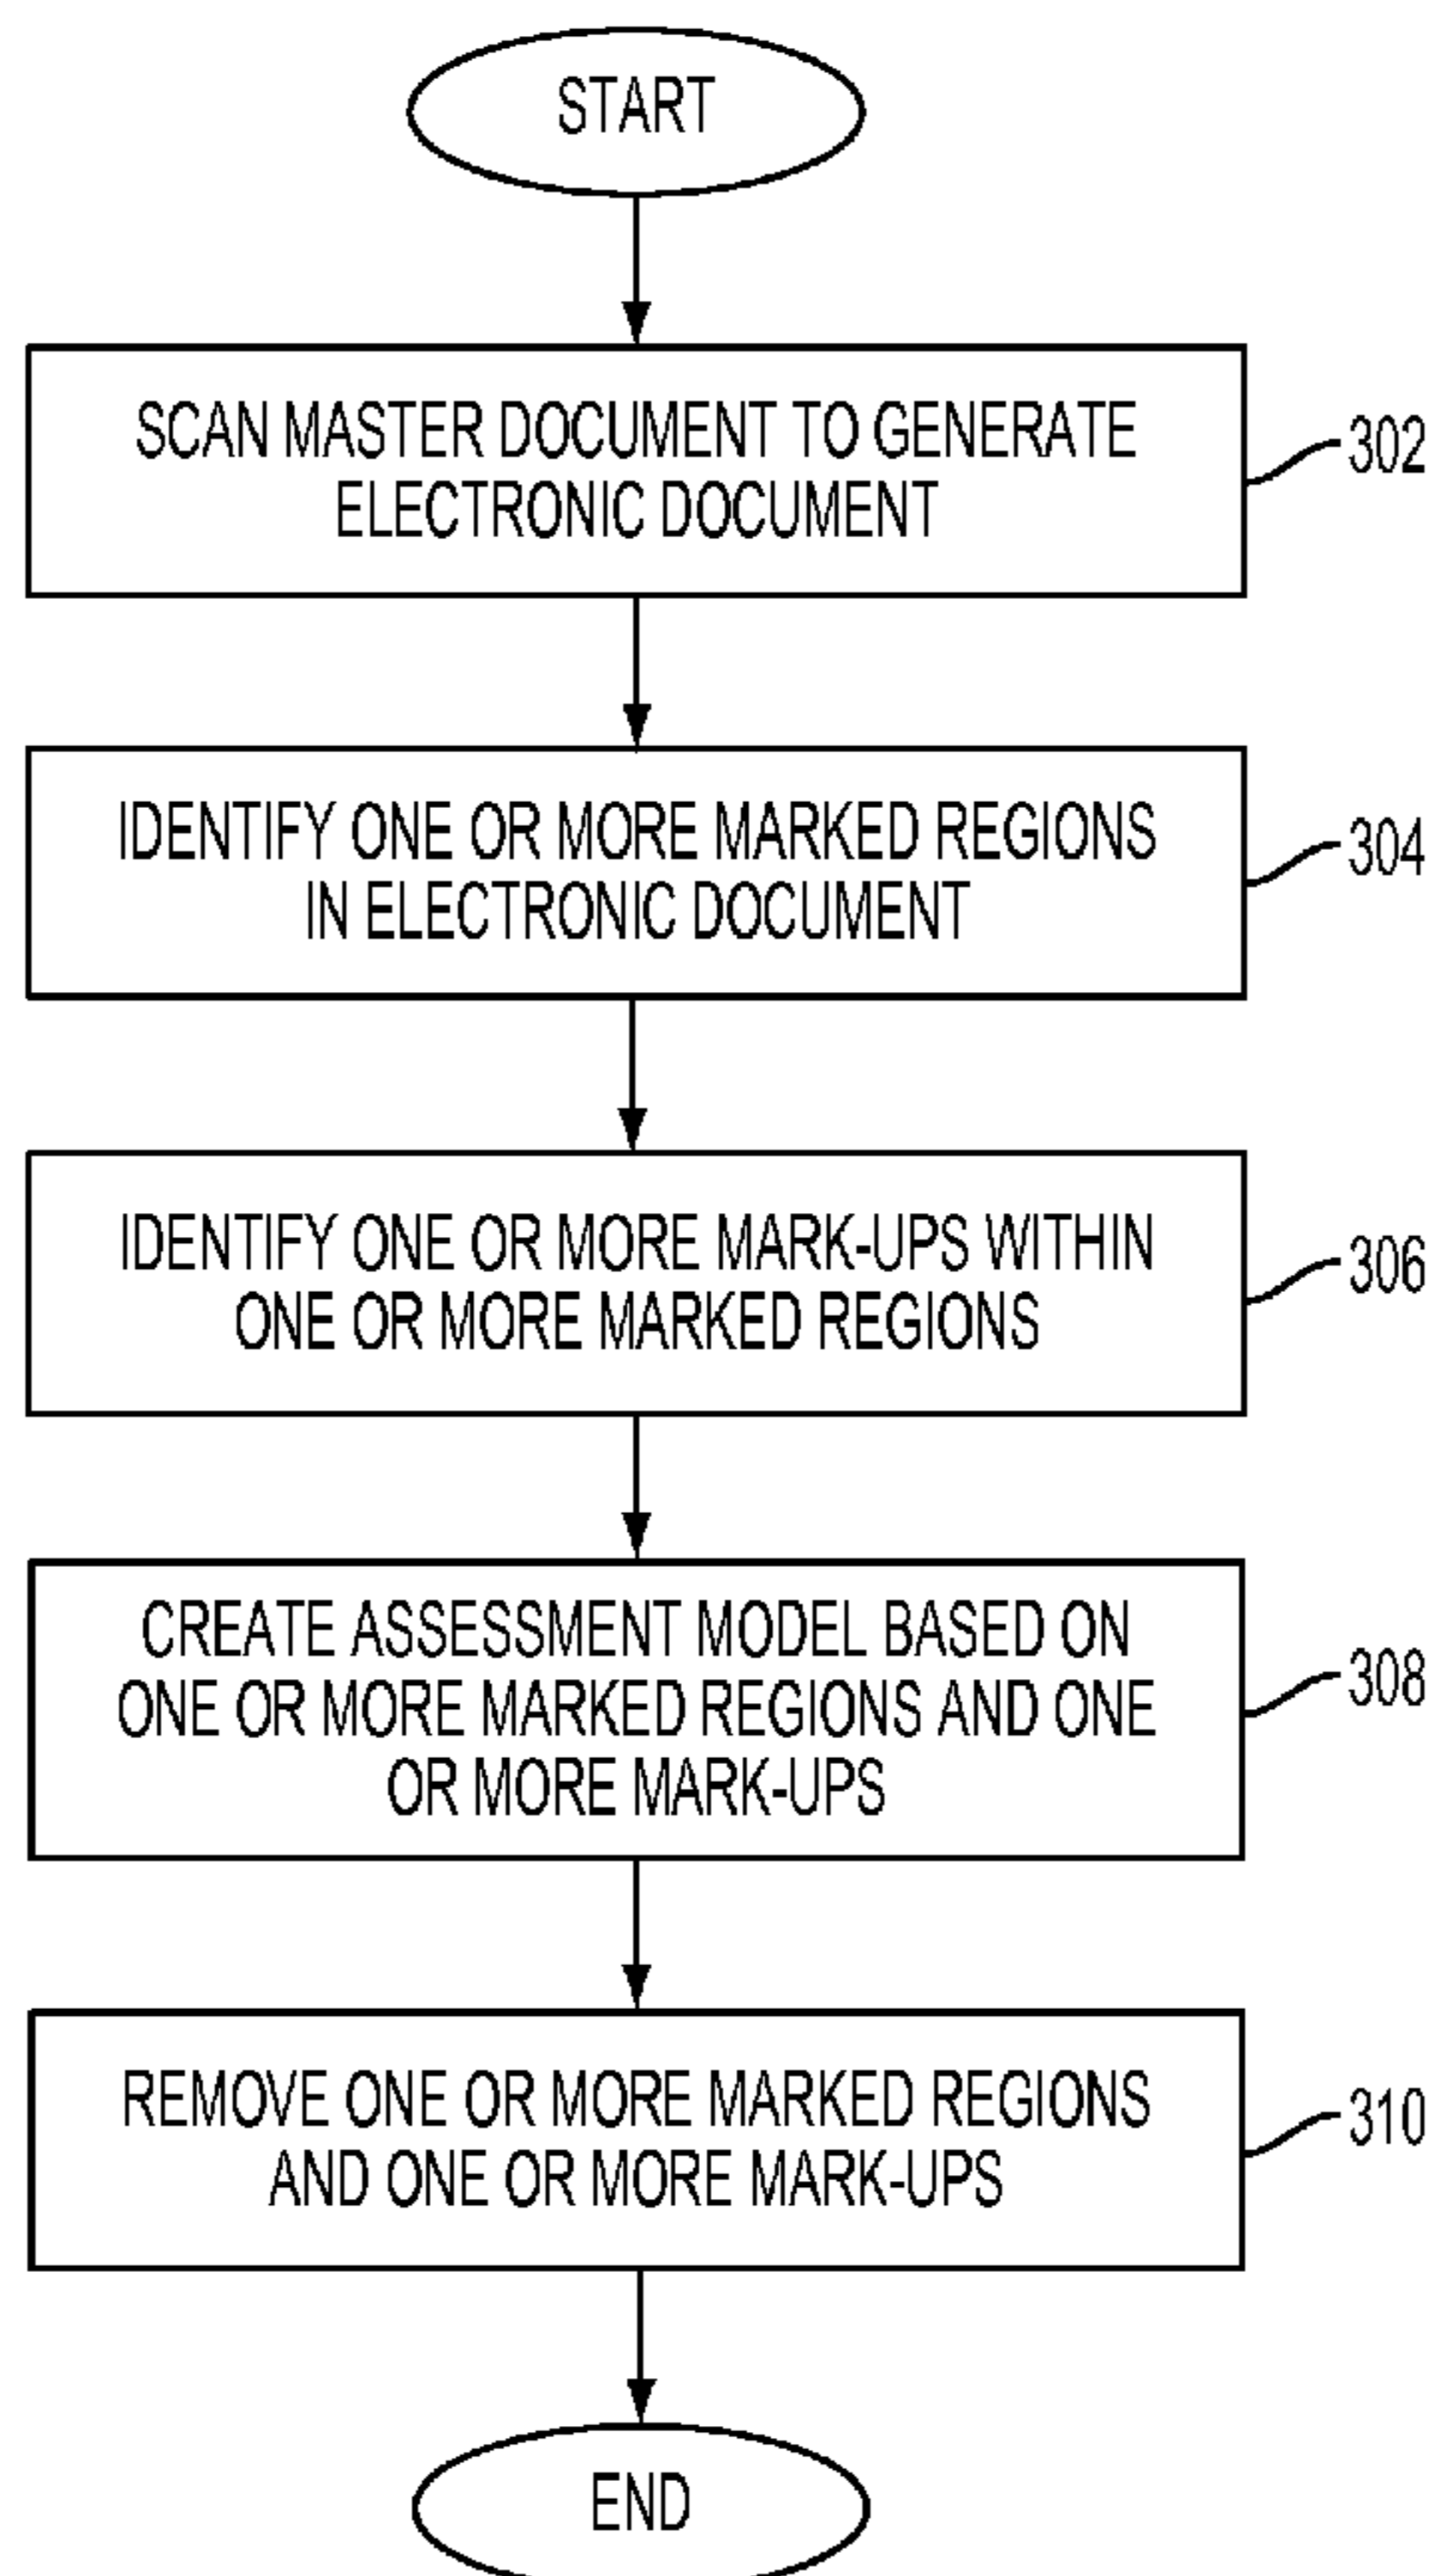 START
SCAN MASTER DOCUMENT TO GENERATE
ELECTRONIC DOCUMENT
302
IDENTIFY ONE OR MORE MARKED REGIONS
IN ELECTRONIC DOCUMENT
304
IDENTIFY ONE OR MORE MARK-UPS WITHIN
ONE OR MORE MARKED REGIONS
306
CREATE ASSESSMENT MODEL BASED ON
ONE OR MORE MARKED REGIONS AND ONE
OR MORE MARK-UPS
308
REMOVE ONE OR MORE MARKED REGIONS
AND ONE OR MORE MARK-UPS
310
END